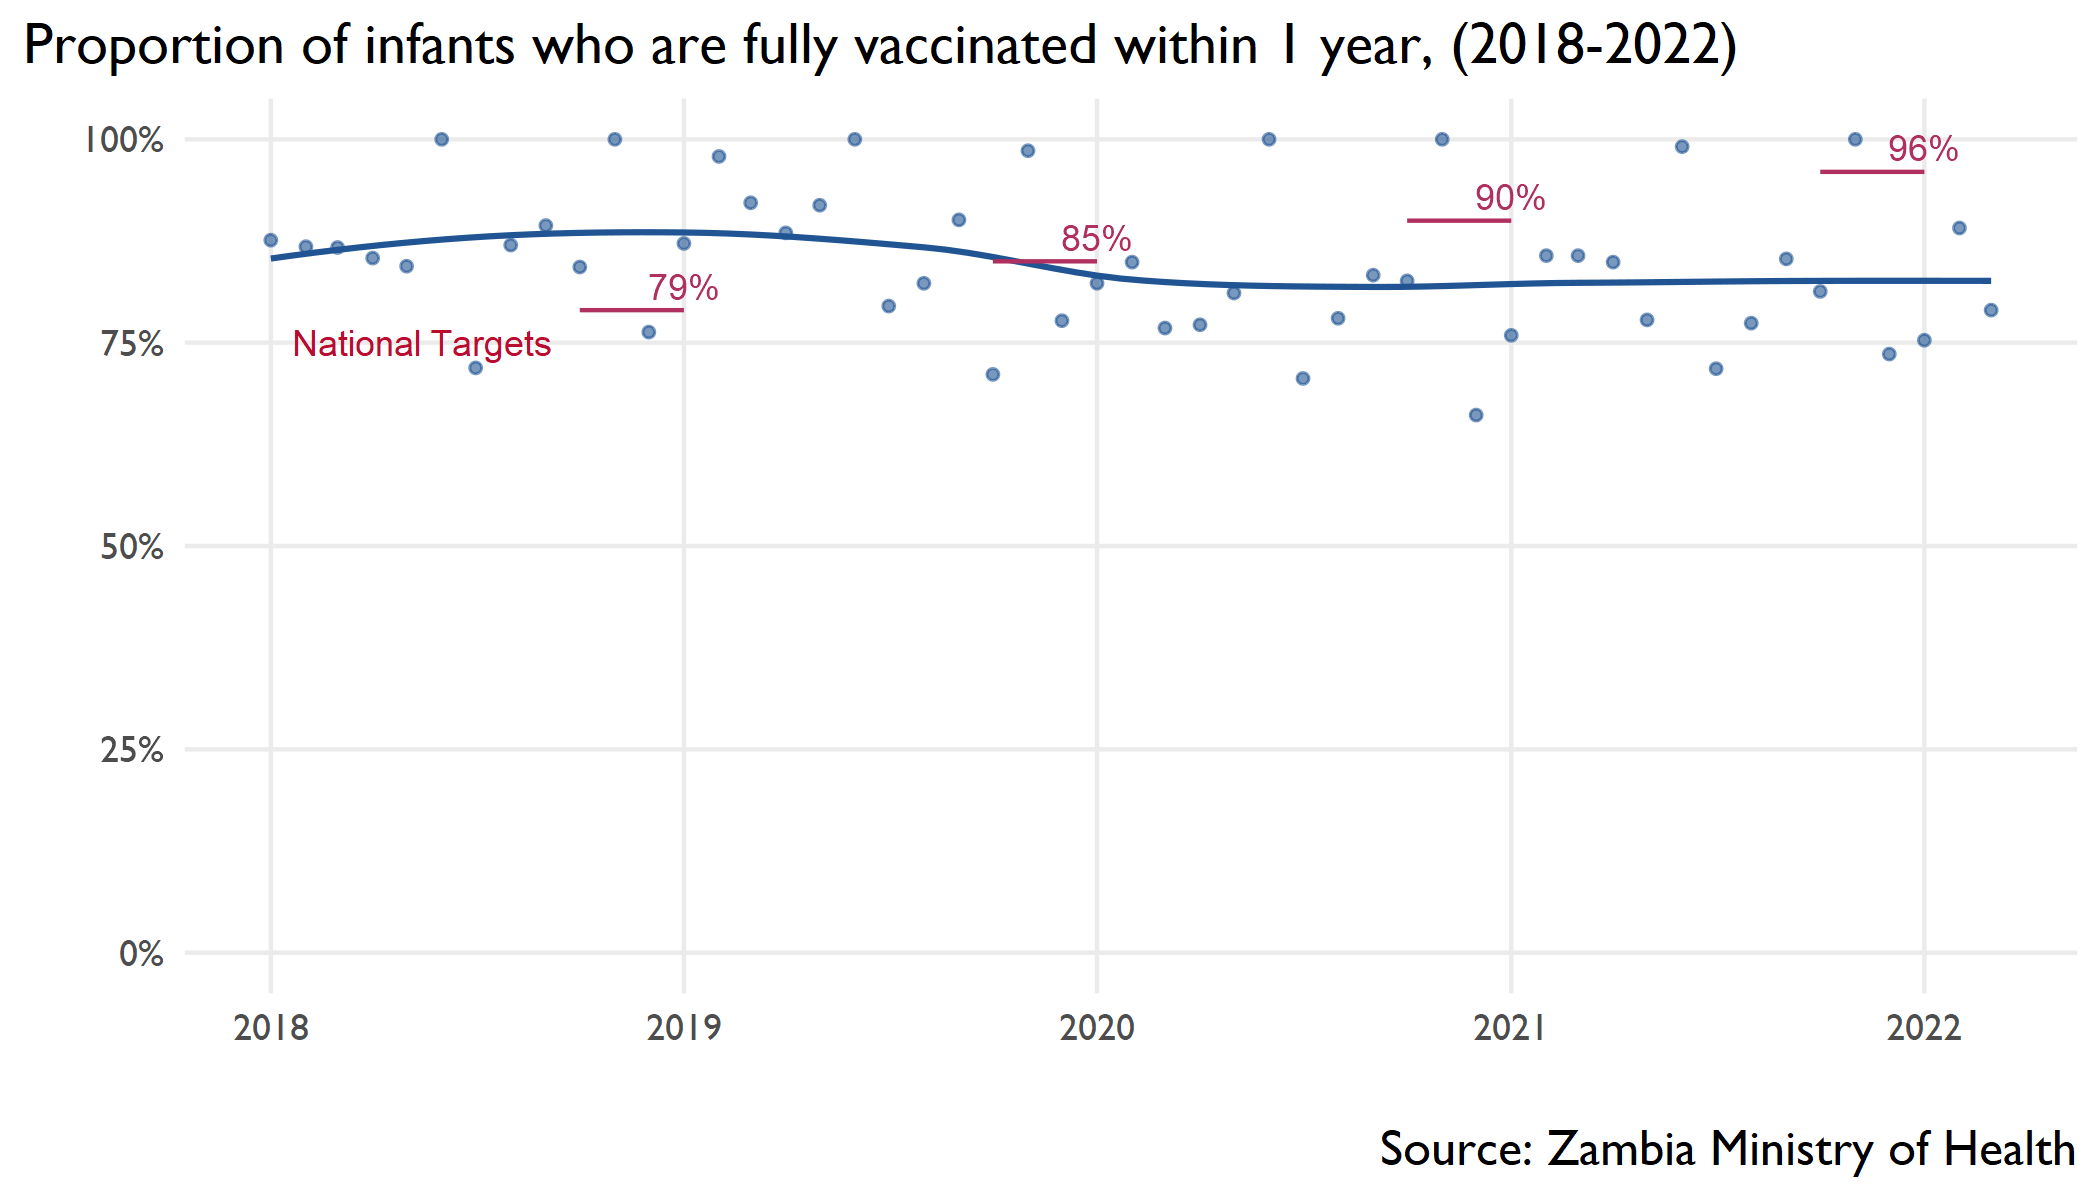 Proportion of infants who are fully vaccinated within 1 year, (2018-2022)
100%
96%
90%
85%
79%
National Targets
75%
50%
25%
0%
2018 2019 2020 2021 2022
Source: Zambia Ministry of Health